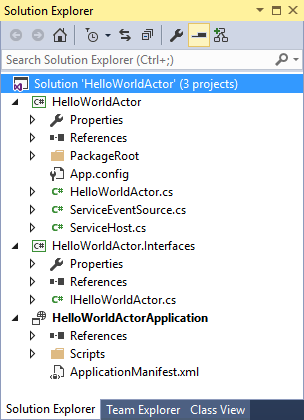 Solution Explorer
Search Solution Explorer (Ctrl+;)
Solution 'HelloWorldActor' (3 projects)
C# HelloWorldActor
Properties
References
PackageRoot
App.config
C# HelloWorldActor.cs
C# ServiceEventSource.cs
C# ServiceHost.cs
C# HelloWorldActor.Interfaces
Properties
References
C# IHelloWorldActor.cs
HelloWorldActorApplication
References
Scripts
ApplicationManifest.xml
Solution Explorer Team Explorer Class View